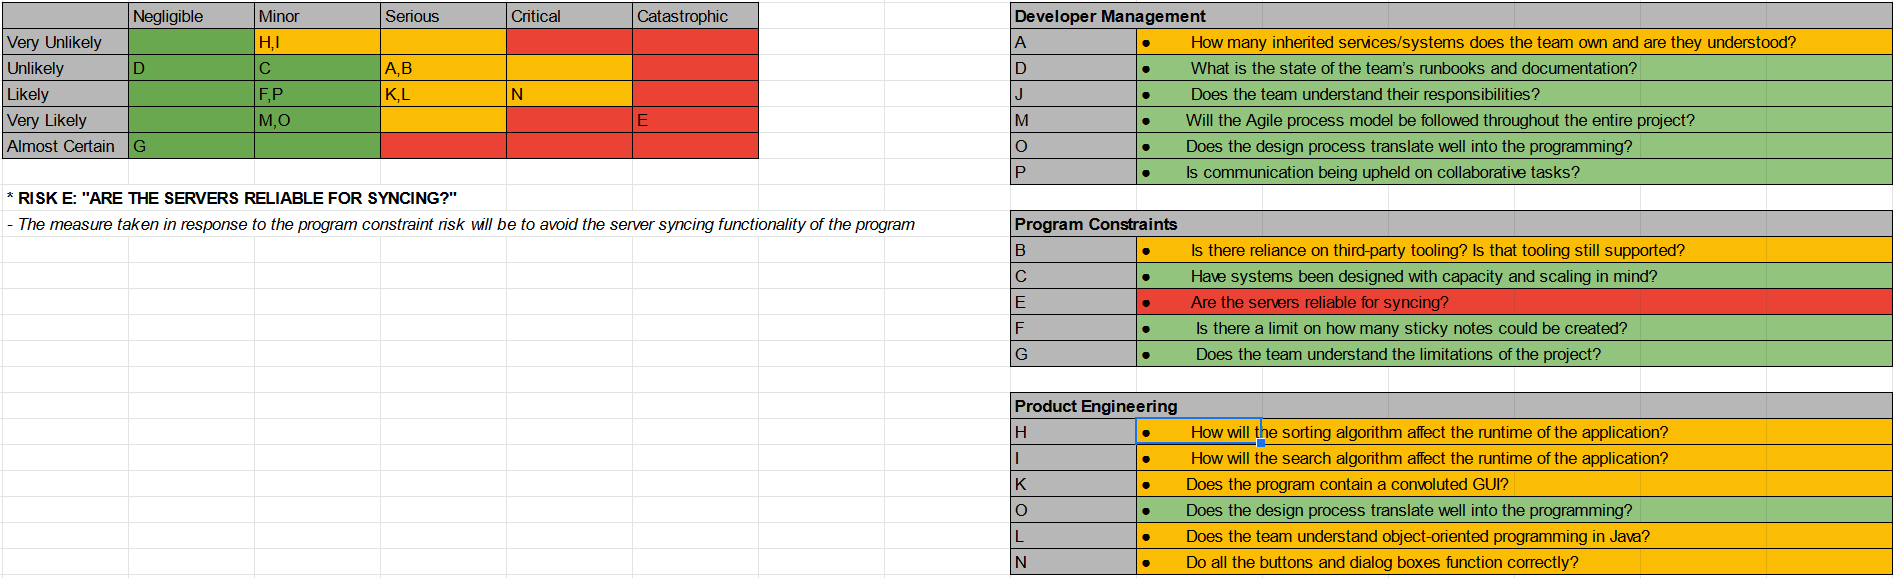 Negligible Minor Serious Critical Catastrophic
Very Unlikely H,I
Unlikely D C A,B
Likely F,P K,L N
Very Likely M,O E
Almost Certain G
* RISK E: "ARE THE SERVERS RELIABLE FOR SYNCING?"
- The measure taken in response to the program constraint risk will be to avoid the server syncing functionality of the program
Developer Management
A ● How many inherited services/systems does the team own and are they understood?
D ● What is the state of the team's runbooks and documentation?
J ● Does the team understand their responsibilities?
M ● Will the Agile process model be followed throughout the entire project?
O ● Does the design process translate well into the programming?
P ● Is communication being upheld on collaborative tasks?
Program Constraints
B ● Is there reliance on third-party tooling? Is that tooling still supported?
C ● Have systems been designed with capacity and scaling in mind?
E ● Are the servers reliable for syncing?
F ● Is there a limit on how many sticky notes could be created?
G ● Does the team understand the limitations of the project?
Product Engineering
H ● How will the sorting algorithm affect the runtime of the application?
I ● How will the search algorithm affect the runtime of the application?
K ● Does the program contain a convoluted GUI?
O ● Does the design process translate well into the programming?
L ● Does the team understand object-oriented programming in Java?
N ● Do all the buttons and dialog boxes function correctly?